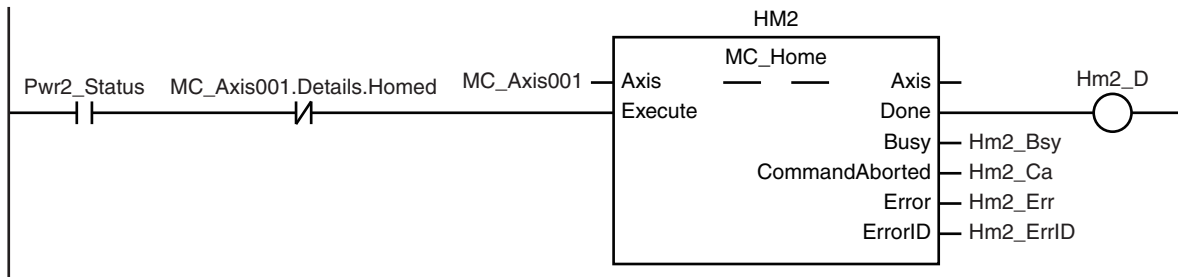 HM2
MC_Home
Pwr2_Status MC_Axis001.Details.Homed MC_Axis001 Axis Axis Hm2_D
Execute Done
Busy Hm2_Bsy
CommandAborted Hm2_Ca
Error Hm2_Err
ErrorID Hm2_ErrID